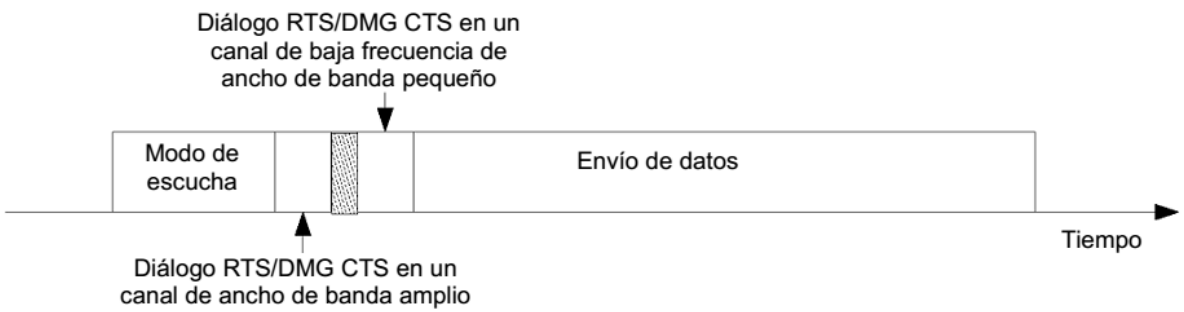 Diálogo RTS/DMG CTS en un
canal de baja frecuencia de
ancho de banda pequeño
Modo de
escucha
Envío de datos
Tiempo
Diálogo RTS/DMG CTS en un
canal de ancho de banda amplio